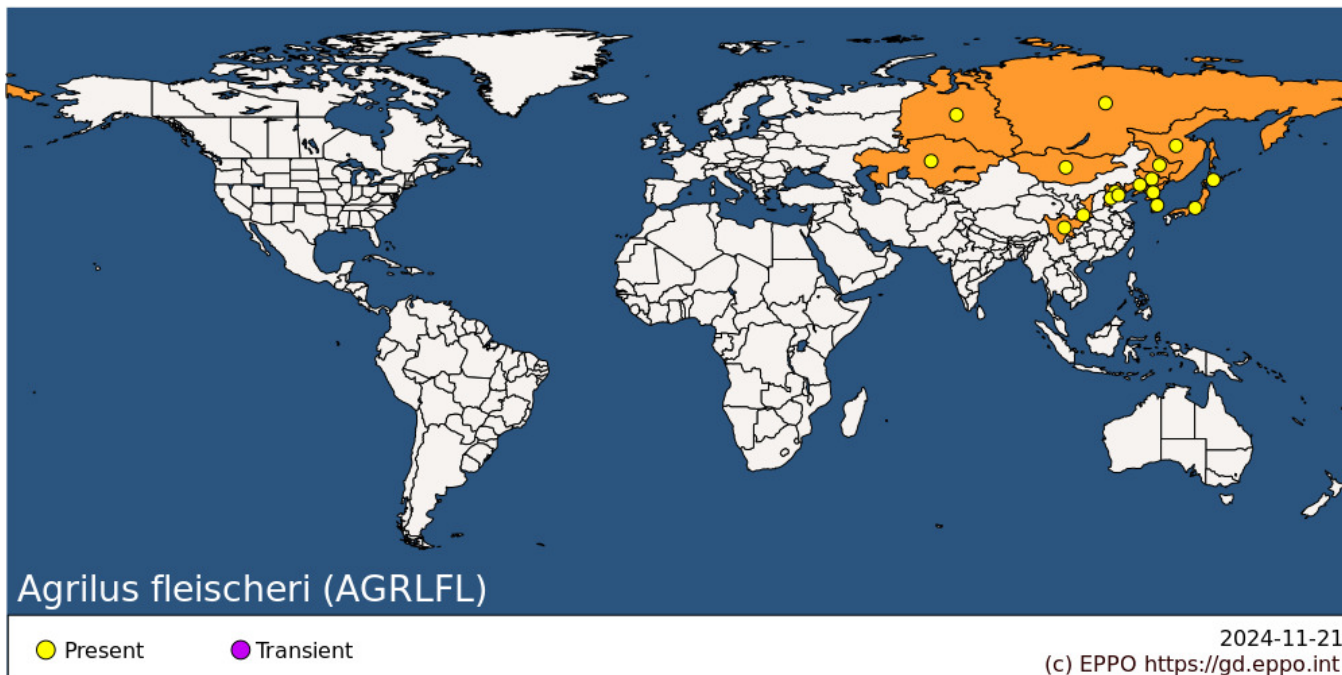 Agrilus fleischeri (AGRLFL)
Present
Transient
2024-11-21
(c) EPPO https://gd.eppo.int